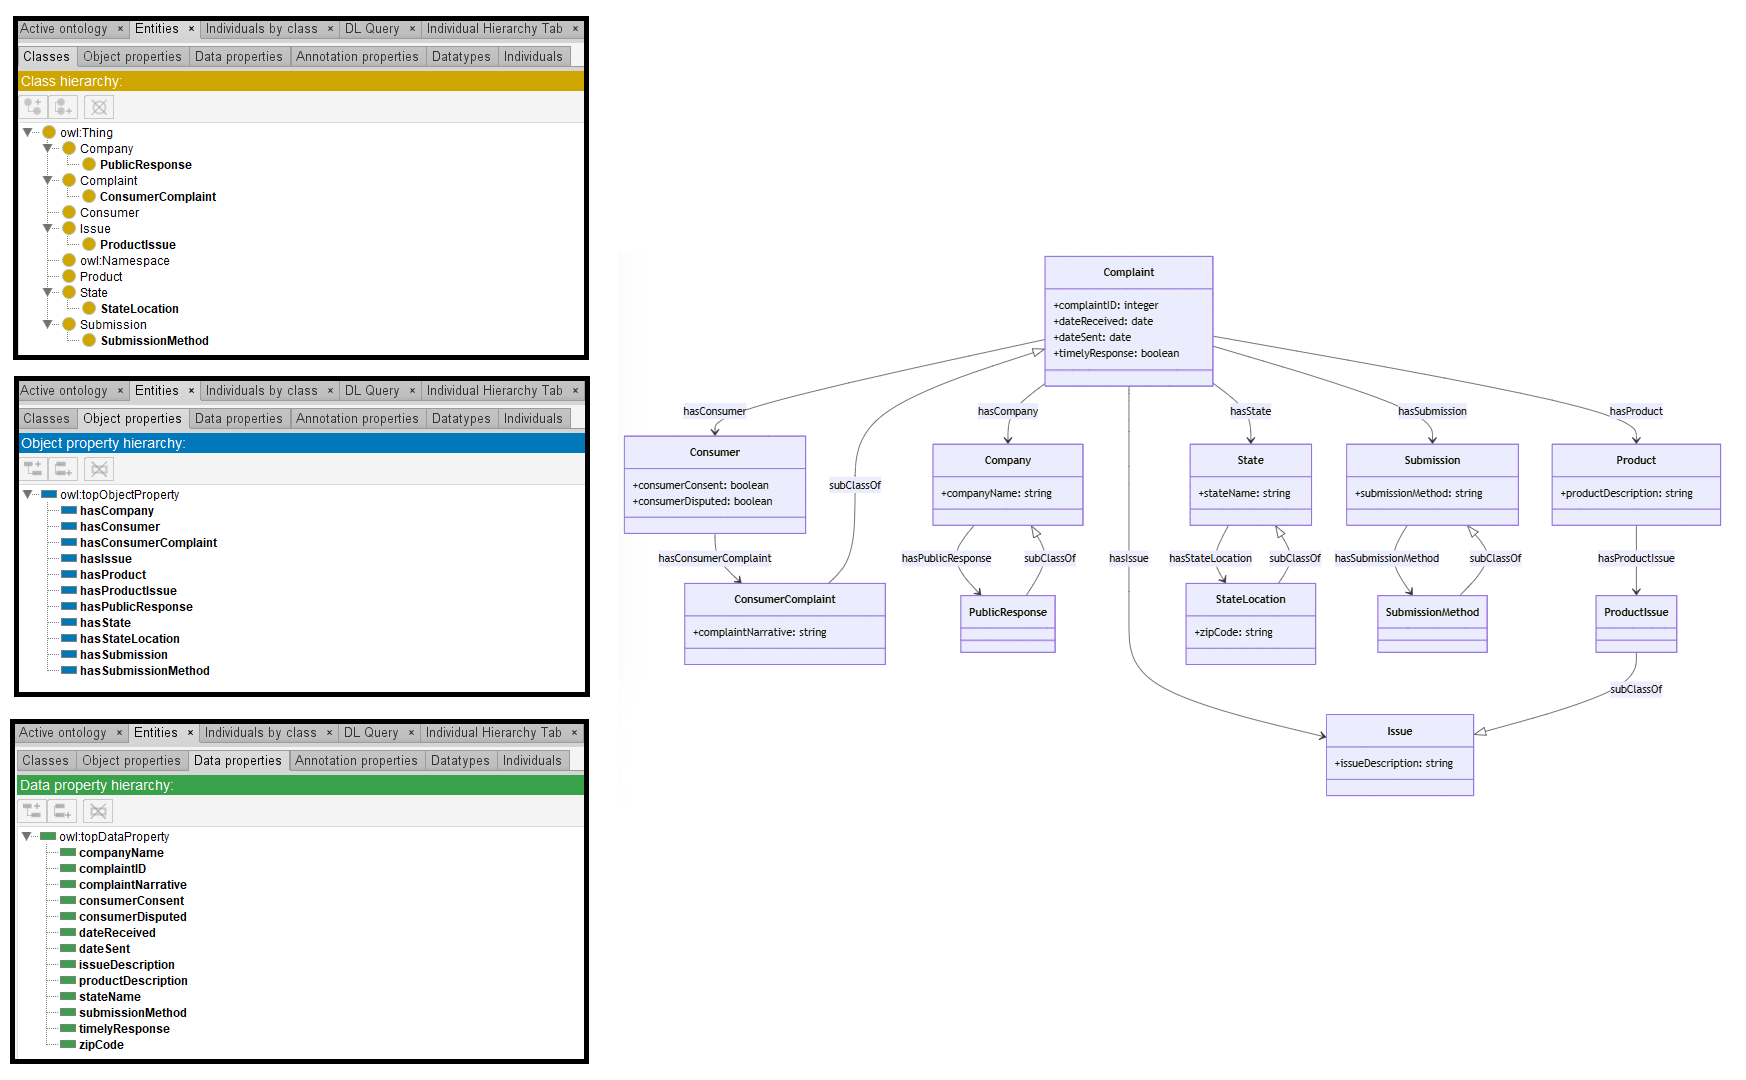 Active ontology × Entities × Individuals by class × DL Query × Individual Hierarchy Tab ×
Classes Object properties Data properties Annotation properties Datatypes Individuals
Class hierarchy:
owl:Thing
Company
PublicResponse
Complaint
ConsumerComplaint
Consumer
Issue
ProductIssue
owl:Namespace
Product
State
StateLocation
Submission
SubmissionMethod
Active ontology × Entities × Individuals by class × DL Query × Individual Hierarchy Tab ×
Classes Object properties Data properties Annotation properties Datatypes Individuals
Object property hierarchy:
owl:topObjectProperty
hasCompany
hasConsumer
hasConsumerComplaint
hasIssue
hasProduct
hasProductIssue
hasPublicResponse
hasState
hasStateLocation
hasSubmission
hasSubmissionMethod
Active ontology × Entities × Individuals by class × DL Query × Individual Hierarchy Tab ×
Classes Object properties Data properties Annotation properties Datatypes Individuals
Data property hierarchy:
owl:topDataProperty
companyName
complaintID
complaintNarrative
consumerConsent
consumerDisputed
dateReceived
dateSent
issueDescription
productDescription
stateName
submissionMethod
timelyResponse
zipCode
Complaint
+complaintID: integer
+dateReceived: date
+dateSent: date
+timelyResponse: boolean
hasConsumer hasCompany hasState hasSubmission hasProduct
Consumer
+consumerConsent: boolean
+consumerDisputed: boolean
subClassOf
Company
+companyName: string
State
+stateName: string
Submission
+submissionMethod: string
Product
+productDescription: string
hasConsumerComplaint hasPublicResponse subClassOf hasIssue hasStateLocation subClassOf hasSubmissionMethod subClassOf hasProductIssue
ConsumerComplaint
+complaintNarrative: string
PublicResponse
StateLocation
+zipCode: string
SubmissionMethod
ProductIssue
subClassOf
Issue
+issueDescription: string